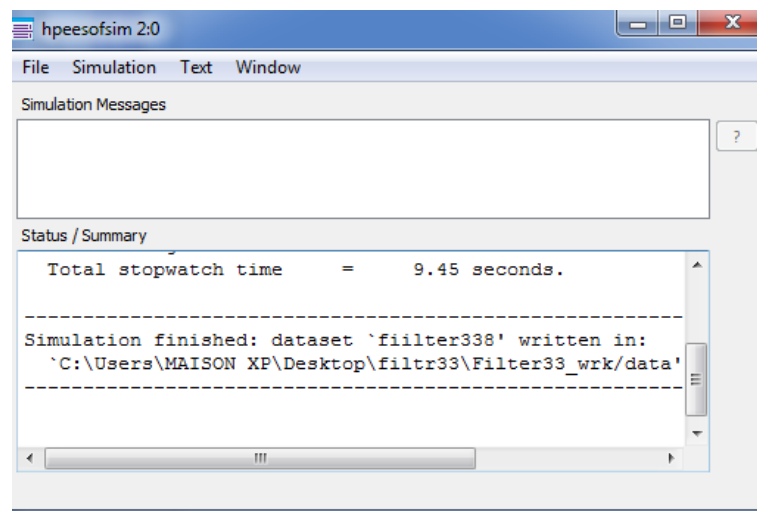 hpeesofsim 2:0
File Simulation Text Window
Simulation Messages
?
Status / Summary
Total stopwatch time = 9.45 seconds.
------------------------------------------------------------
Simulation finished: dataset `fiilter338' written in:
`C:\Users\MAISON XP\Desktop\filtr33\Filter33_wrk/data'
------------------------------------------------------------